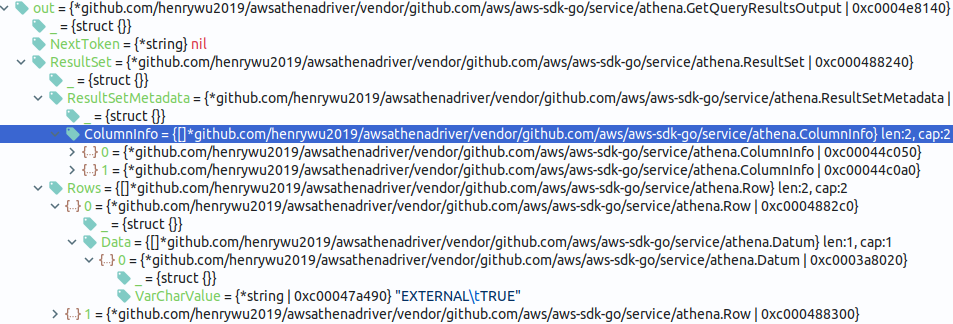 out = {*github.com/henrywu2019/awsathenadriver/vendor/github.com/aws/aws-sdk-go/service/athena.GetQueryResultsOutput | 0xc0004e8140}
_ = {struct {}}
NextToken = {*string} nil
ResultSet = {*github.com/henrywu2019/awsathenadriver/vendor/github.com/aws/aws-sdk-go/service/athena.ResultSet | 0xc000488240}
_ = {struct {}}
ResultSetMetadata = {*github.com/henrywu2019/awsathenadriver/vendor/github.com/aws/aws-sdk-go/service/athena.ResultSetMetadata |
_ = {struct {}}
ColumnInfo = {[]*github.com/henrywu2019/awsathenadriver/vendor/github.com/aws/aws-sdk-go/service/athena.ColumnInfo} len:2, cap:2
{...} 0 = {*github.com/henrywu2019/awsathenadriver/vendor/github.com/aws/aws-sdk-go/service/athena.ColumnInfo | 0xc00044c050}
{...} 1 = {*github.com/henrywu2019/awsathenadriver/vendor/github.com/aws/aws-sdk-go/service/athena.ColumnInfo | 0xc00044c0a0}
Rows = {[]*github.com/henrywu2019/awsathenadriver/vendor/github.com/aws/aws-sdk-go/service/athena.Row} len:2, cap:2
{...} 0 = {*github.com/henrywu2019/awsathenadriver/vendor/github.com/aws/aws-sdk-go/service/athena.Row | 0xc0004882c0}
_ = {struct {}}
Data = {[]*github.com/henrywu2019/awsathenadriver/vendor/github.com/aws/aws-sdk-go/service/athena.Datum} len:1, cap:1
{...} 0 = {*github.com/henrywu2019/awsathenadriver/vendor/github.com/aws/aws-sdk-go/service/athena.Datum | 0xc0003a8020}
_ = {struct {}}
VarCharValue = {*string | 0xc00047a490} "EXTERNAL\tTRUE"
{...} 1 = {*github.com/henrywu2019/awsathenadriver/vendor/github.com/aws/aws-sdk-go/service/athena.Row | 0xc000488300}